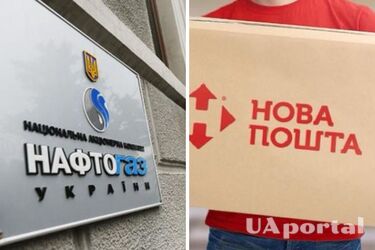 НАЦІОНАЛЬНА АКЦІОНЕРНА КОМПАНІЯ
НАФТОГАЗ
УКРАЇНИ
НОВА
ПОШТА
UAportal